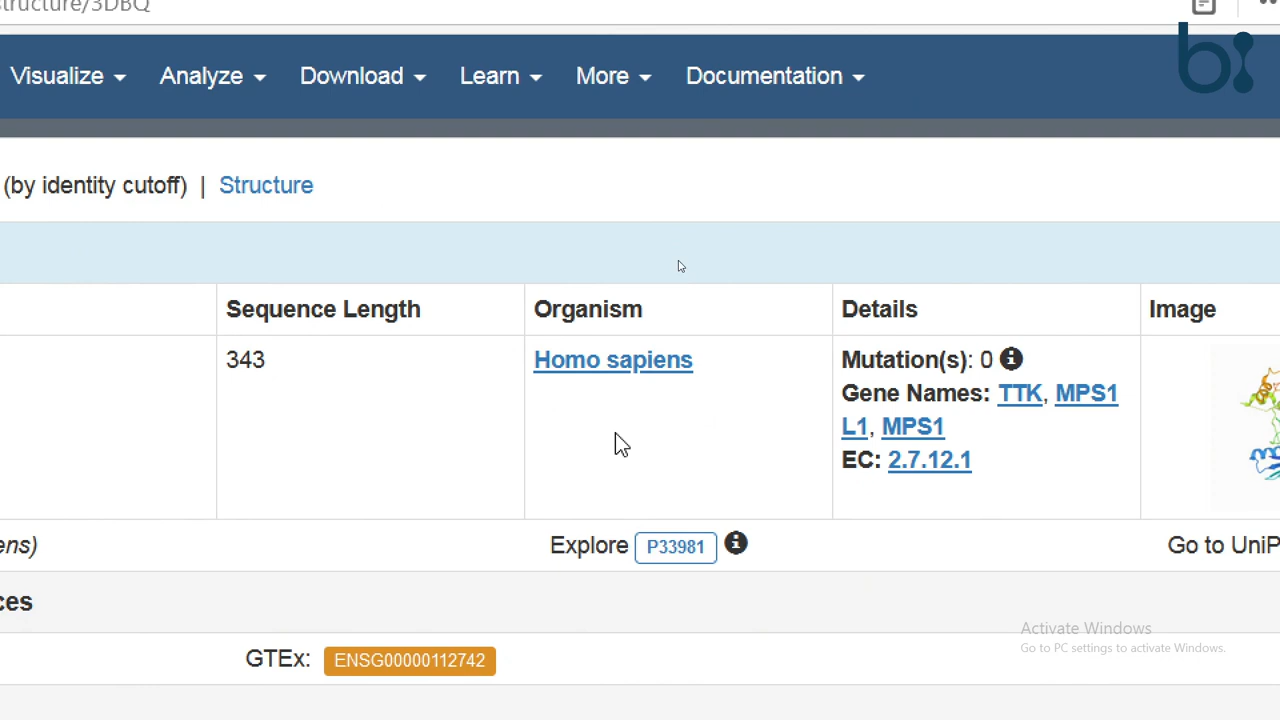 structure/3DBQ
Visualize Analyze Download Learn More Documentation
(by identity cutoff) | Structure
Sequence Length Organism Details Image
343 Homo sapiens Mutation(s): 0
Gene Names: TTK, MPS1
L1, MPS1
EC: 2.7.12.1
ens) Explore P33981 Go to UniP
ces
Activate Windows
Go to PC settings to activate Windows.
GTEx: ENSG00000112742